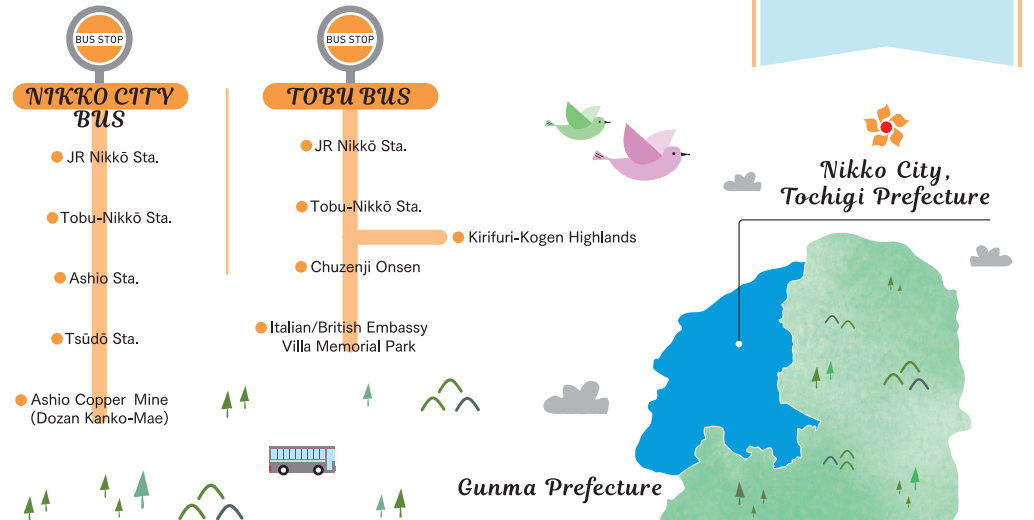 BUS STOP
NIKKO CITY
BUS
JR Nikkō Sta.
Tobu-Nikkō Sta.
Ashio Sta.
Tsūdō Sta.
Ashio Copper Mine
(Dozan Kanko-Mae)
BUS STOP
TOBU BUS
JR Nikkō Sta.
Tobu-Nikkō Sta.
Kirifuri-Kogen Highlands
Chuzenji Onsen
Italian/British Embassy
Villa Memorial Park
Nikko City,
Tochigi Prefecture
Gunma Prefecture